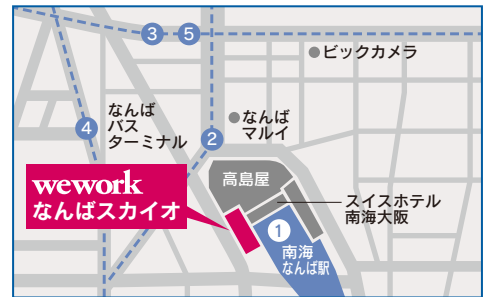 3
5
ビックカメラ
なんば
バス
ターミナル
なんば
マルイ
4
2
高島屋
wework
なんばスカイオ
スイスホテル
南海大阪
1
南海
なんば駅